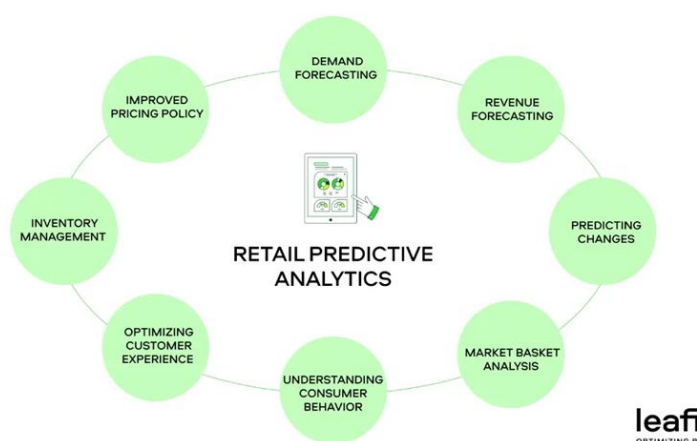 DEMAND
FORECASTING
IMPROVED
PRICING POLICY
REVENUE
FORECASTING
INVENTORY
MANAGEMENT
RETAIL PREDICTIVE
ANALYTICS
PREDICTING
CHANGES
OPTIMIZING
CUSTOMER
EXPERIENCE
MARKET BASKET
ANALYSIS
UNDERSTANDING
CONSUMER
BEHAVIOR